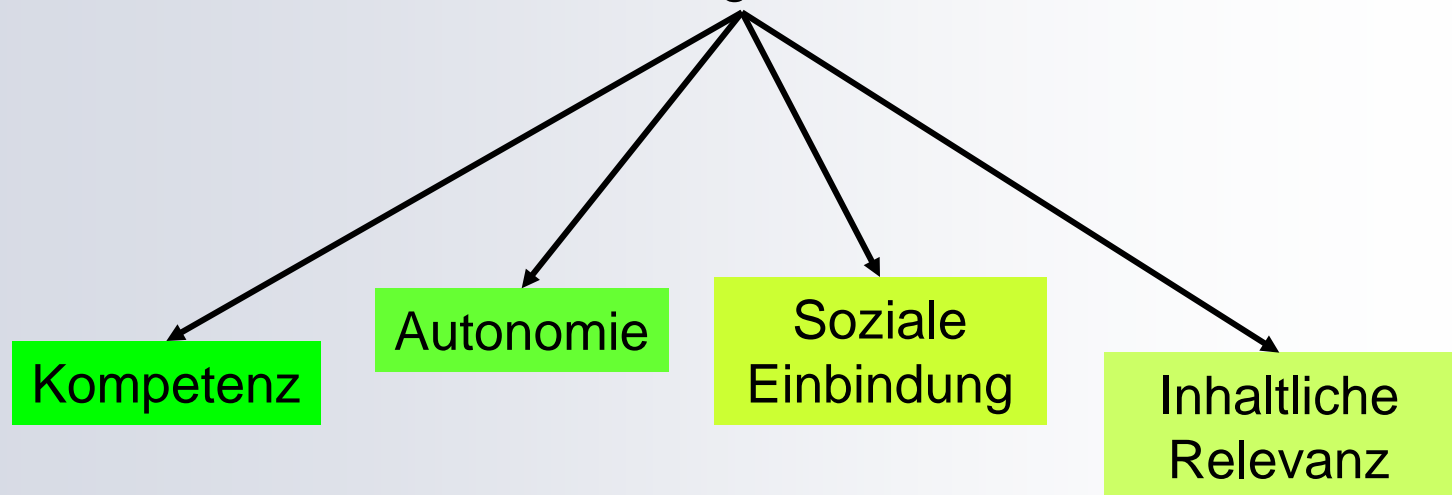 Kompetenz
Autonomie
Soziale
Einbindung
Inhaltliche
Relevanz